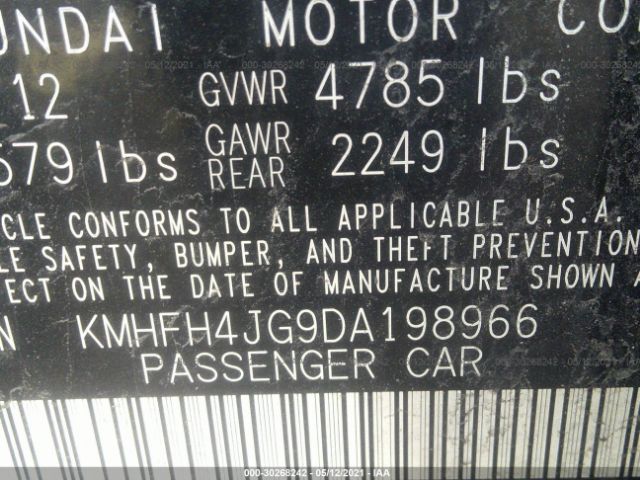 UNDAI MOTOR CO
12 GVWR 4785 lbs
579 lbs GAWR REAR 2249 lbs
CLE CONFORMS TO ALL APPLICABLE U.S.A.
LE SAFETY, BUMPER, AND THEFT PREVENTION
ECT ON THE DATE OF MANUFACTURE SHOWN A
N KMHFH4JG9DA198966
PASSENGER CAR
000-30268242 - 05/12/2021 - IAA